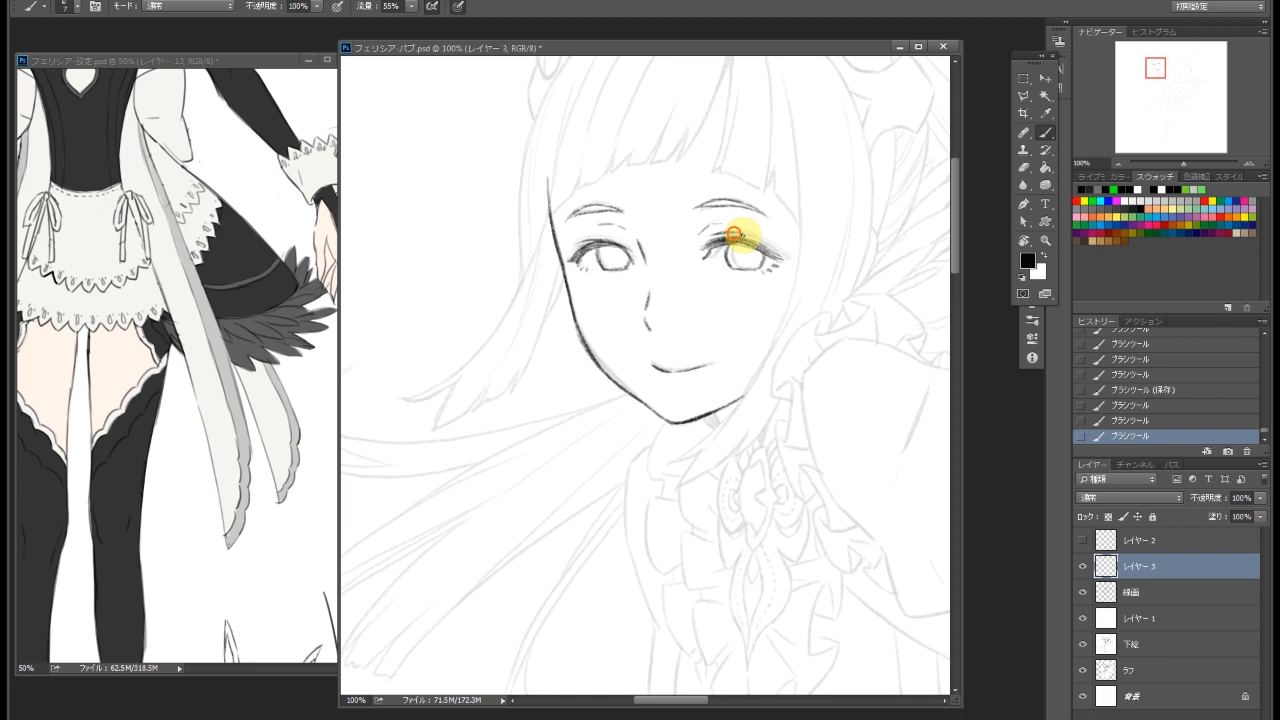 7
モード : 通常
不透明度 : 100%
流量 : 55%
初期設定
フェリシア-設定.psd @ 50% (レイヤー 13, RGB/8) *
フェリシア-パブ.psd @ 100% (レイヤー 3, RGB/8) *
ナビゲーター
ヒストグラム
100%
カラー
スウォッチ
スタイル
ヒストリー
アクション
ブラシツール
ブラシツール
ブラシツール
ブラシツール
ブラシツール (保存)
ブラシツール
ブラシツール
ブラシツール
レイヤー
チャンネル
パス
種類
通常
不透明度 : 100%
ロック :
塗り : 100%
レイヤー 2
レイヤー 3
線画
レイヤー 1
下絵
ラフ
背景
50%
ファイル : 62.5M/318.5M
100%
ファイル : 71.5M/172.3M